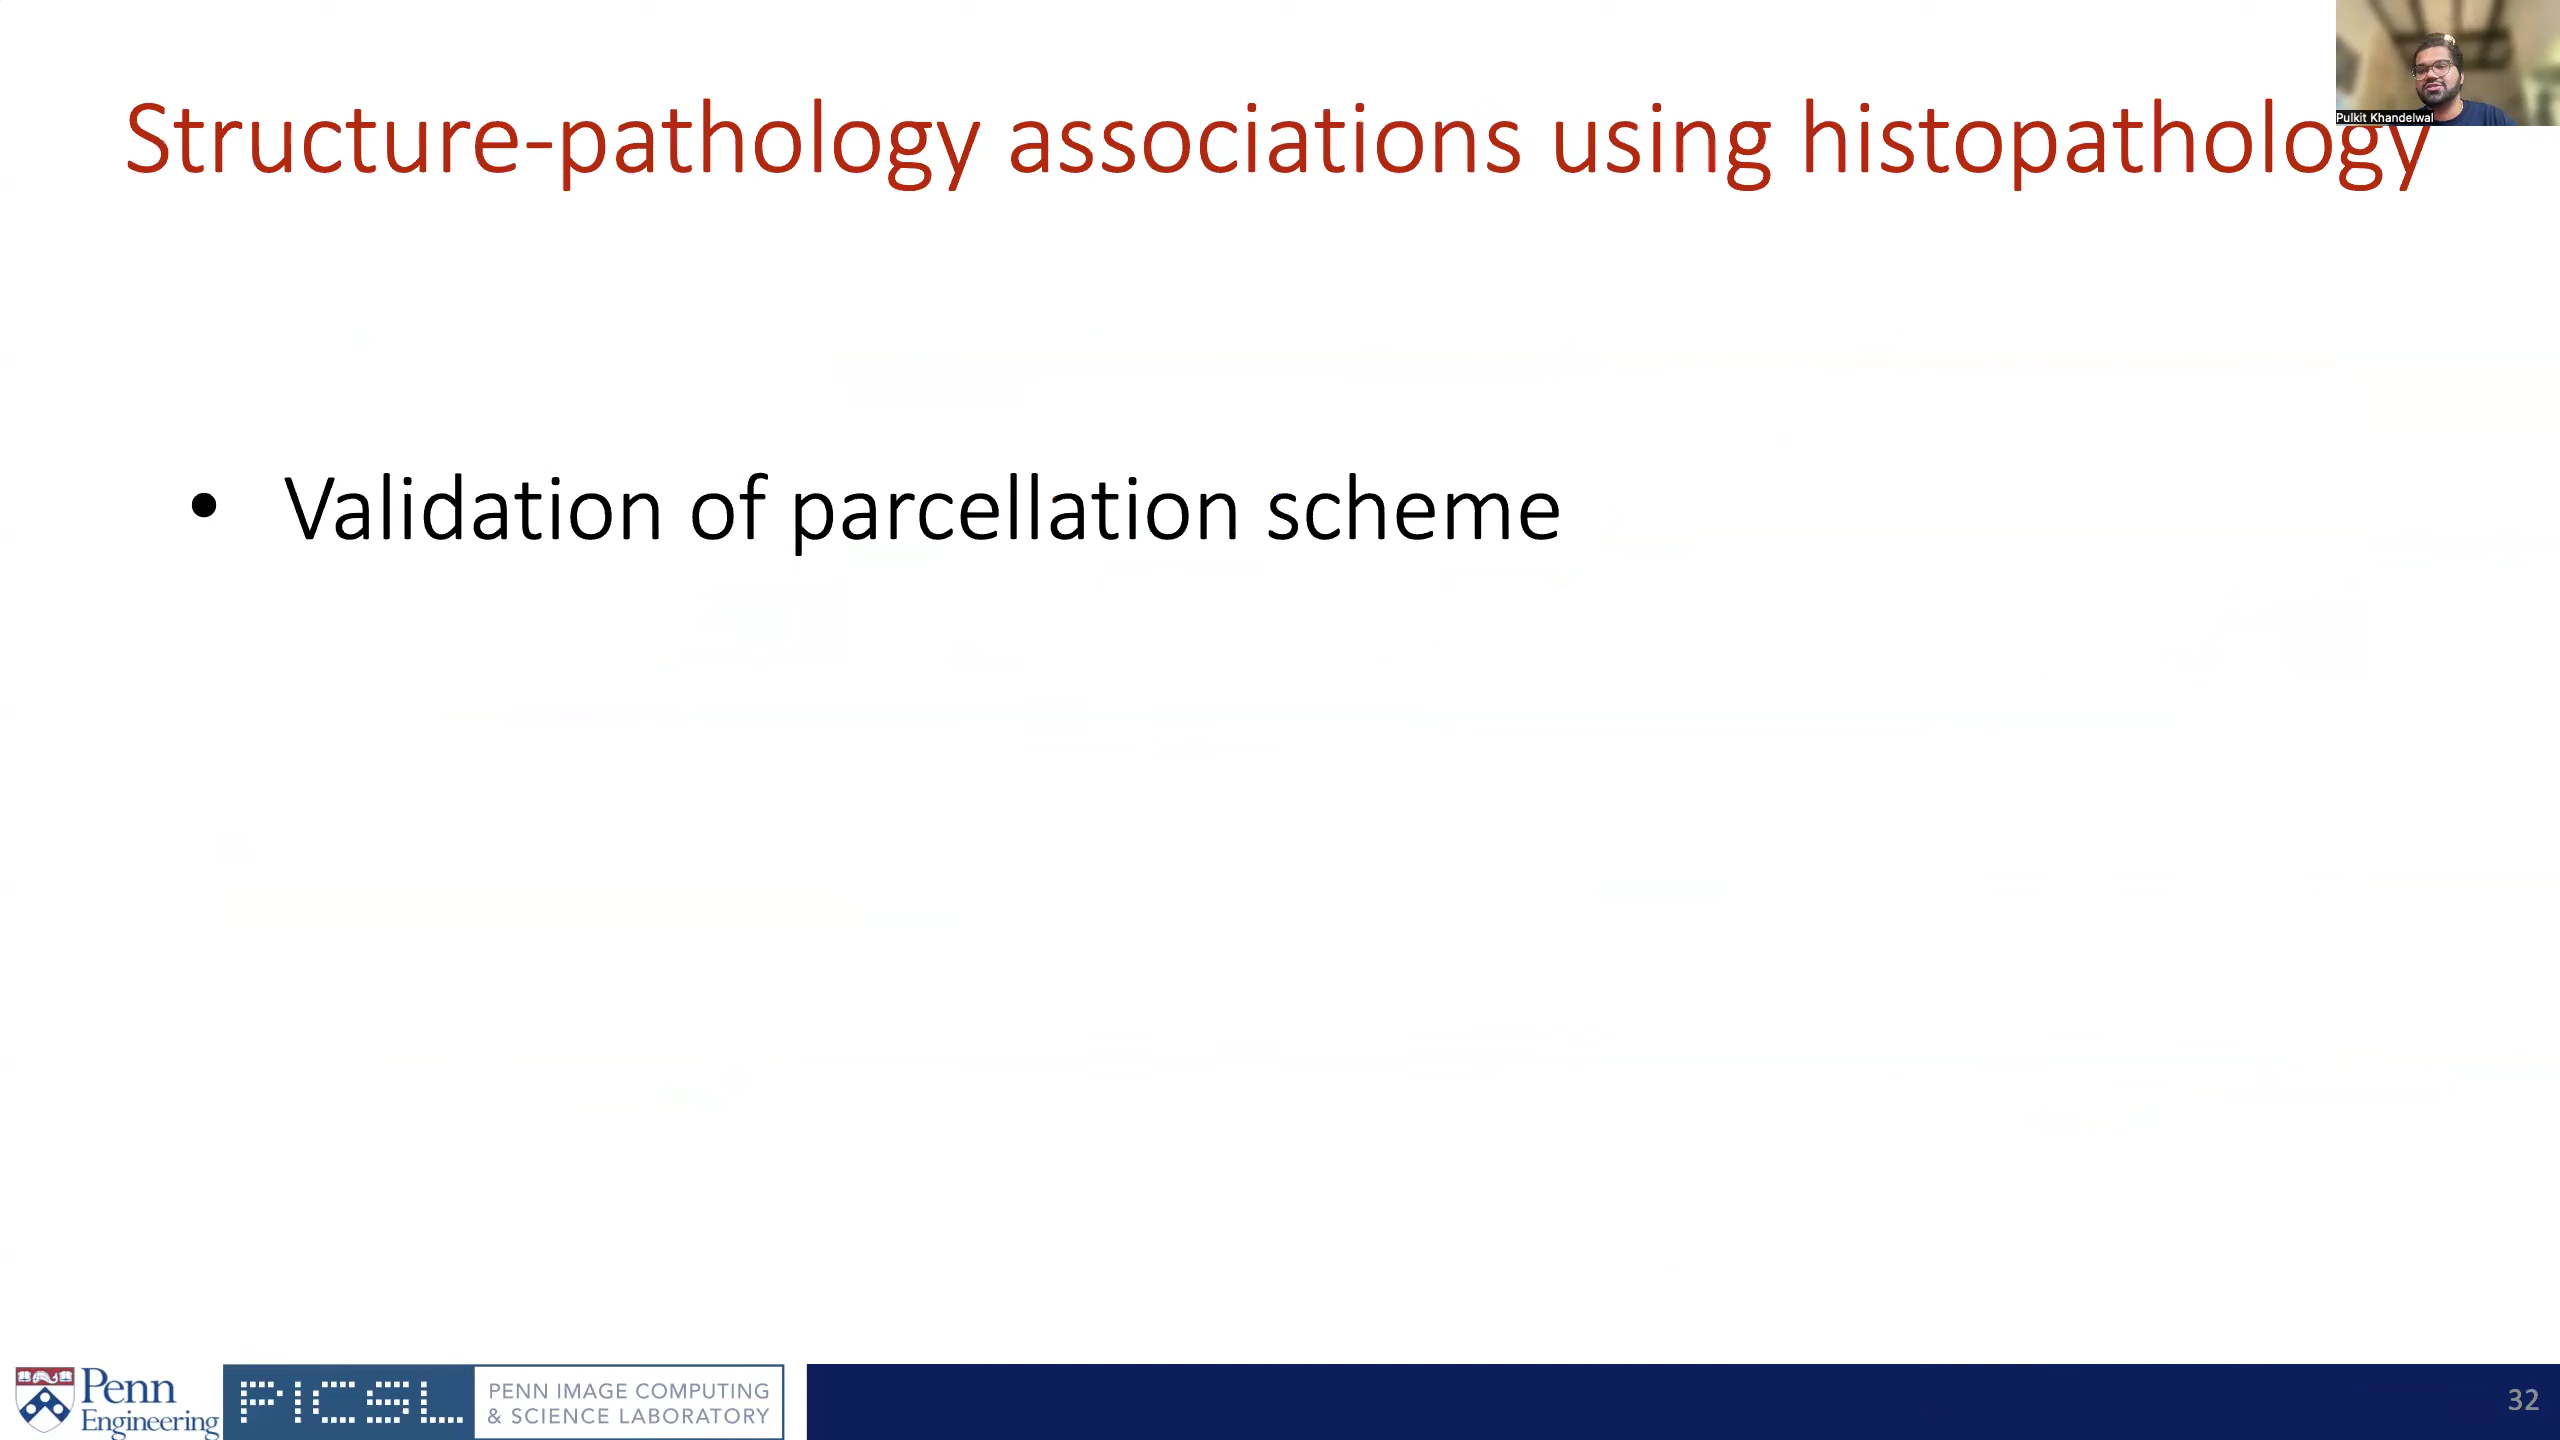 Structure-pathology associations using histopathology
Pulkit Khandelwal
• Validation of parcellation scheme
Penn
Engineering
PICSL
PENN IMAGE COMPUTING
& SCIENCE LABORATORY
32